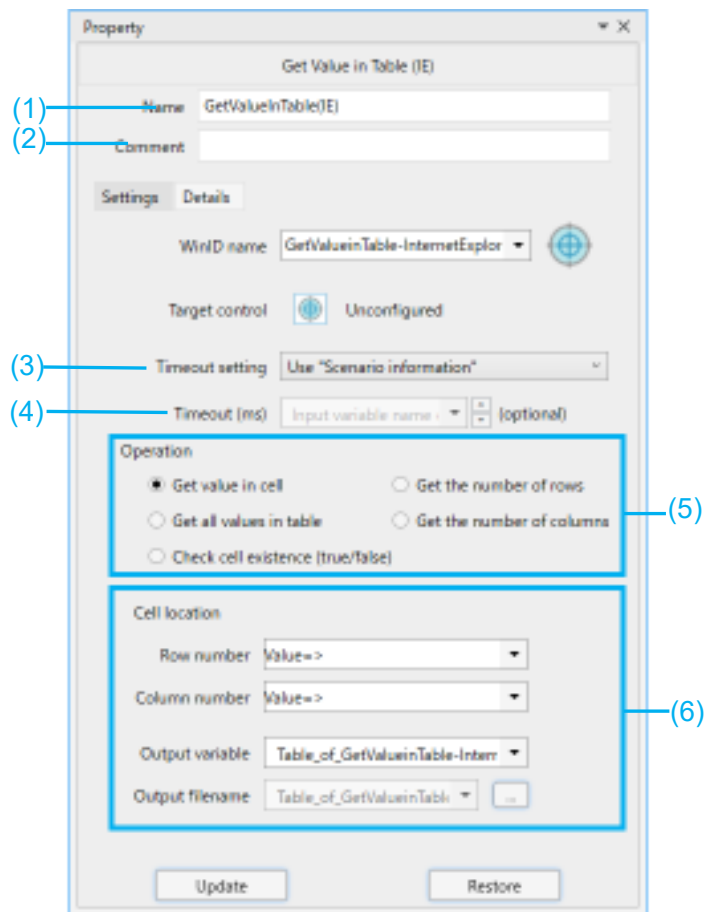 Property
Get Value in Table (IE)
(1) Name GetValueInTable(IE)
(2) Comment
Settings Details
WinID name GetValueinTable-InternetExplor
Target control Unconfigured
(3) Timeout setting Use "Scenario information"
(4) Timeout (ms) Input variable name (optional)
Operation
Get value in cell Get the number of rows
Get all values in table Get the number of columns
(5)
Check cell existence (true/false)
Cell location
Row number Value=>
Column number Value=>
(6)
Output variable Table_of_GetValueinTable-Intern
Output filename Table_of_GetValueinTable ...
Update Restore